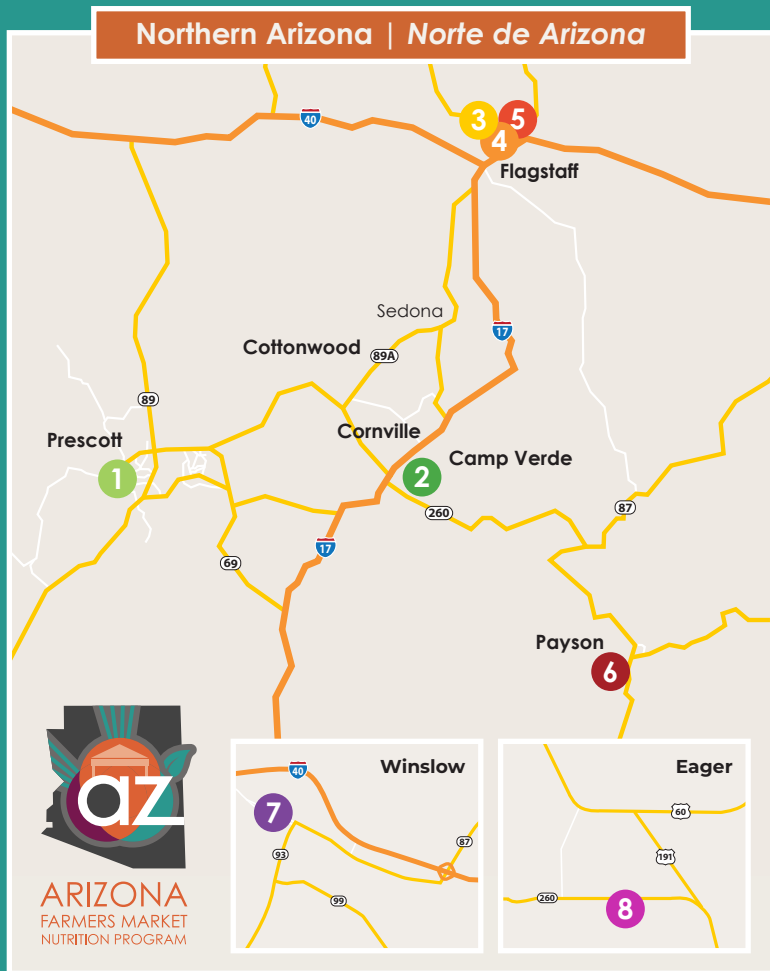 Northern Arizona | Norte de Arizona
40
3
5
4
Flagstaff
Sedona
17
Cottonwood
89A
89
Cornville
Prescott
Camp Verde
1
2
260
87
17
69
Payson
6
Winslow
40
7
87
93
99
Eager
60
191
260
8
az
ARIZONA
FARMERS MARKET
NUTRITION PROGRAM